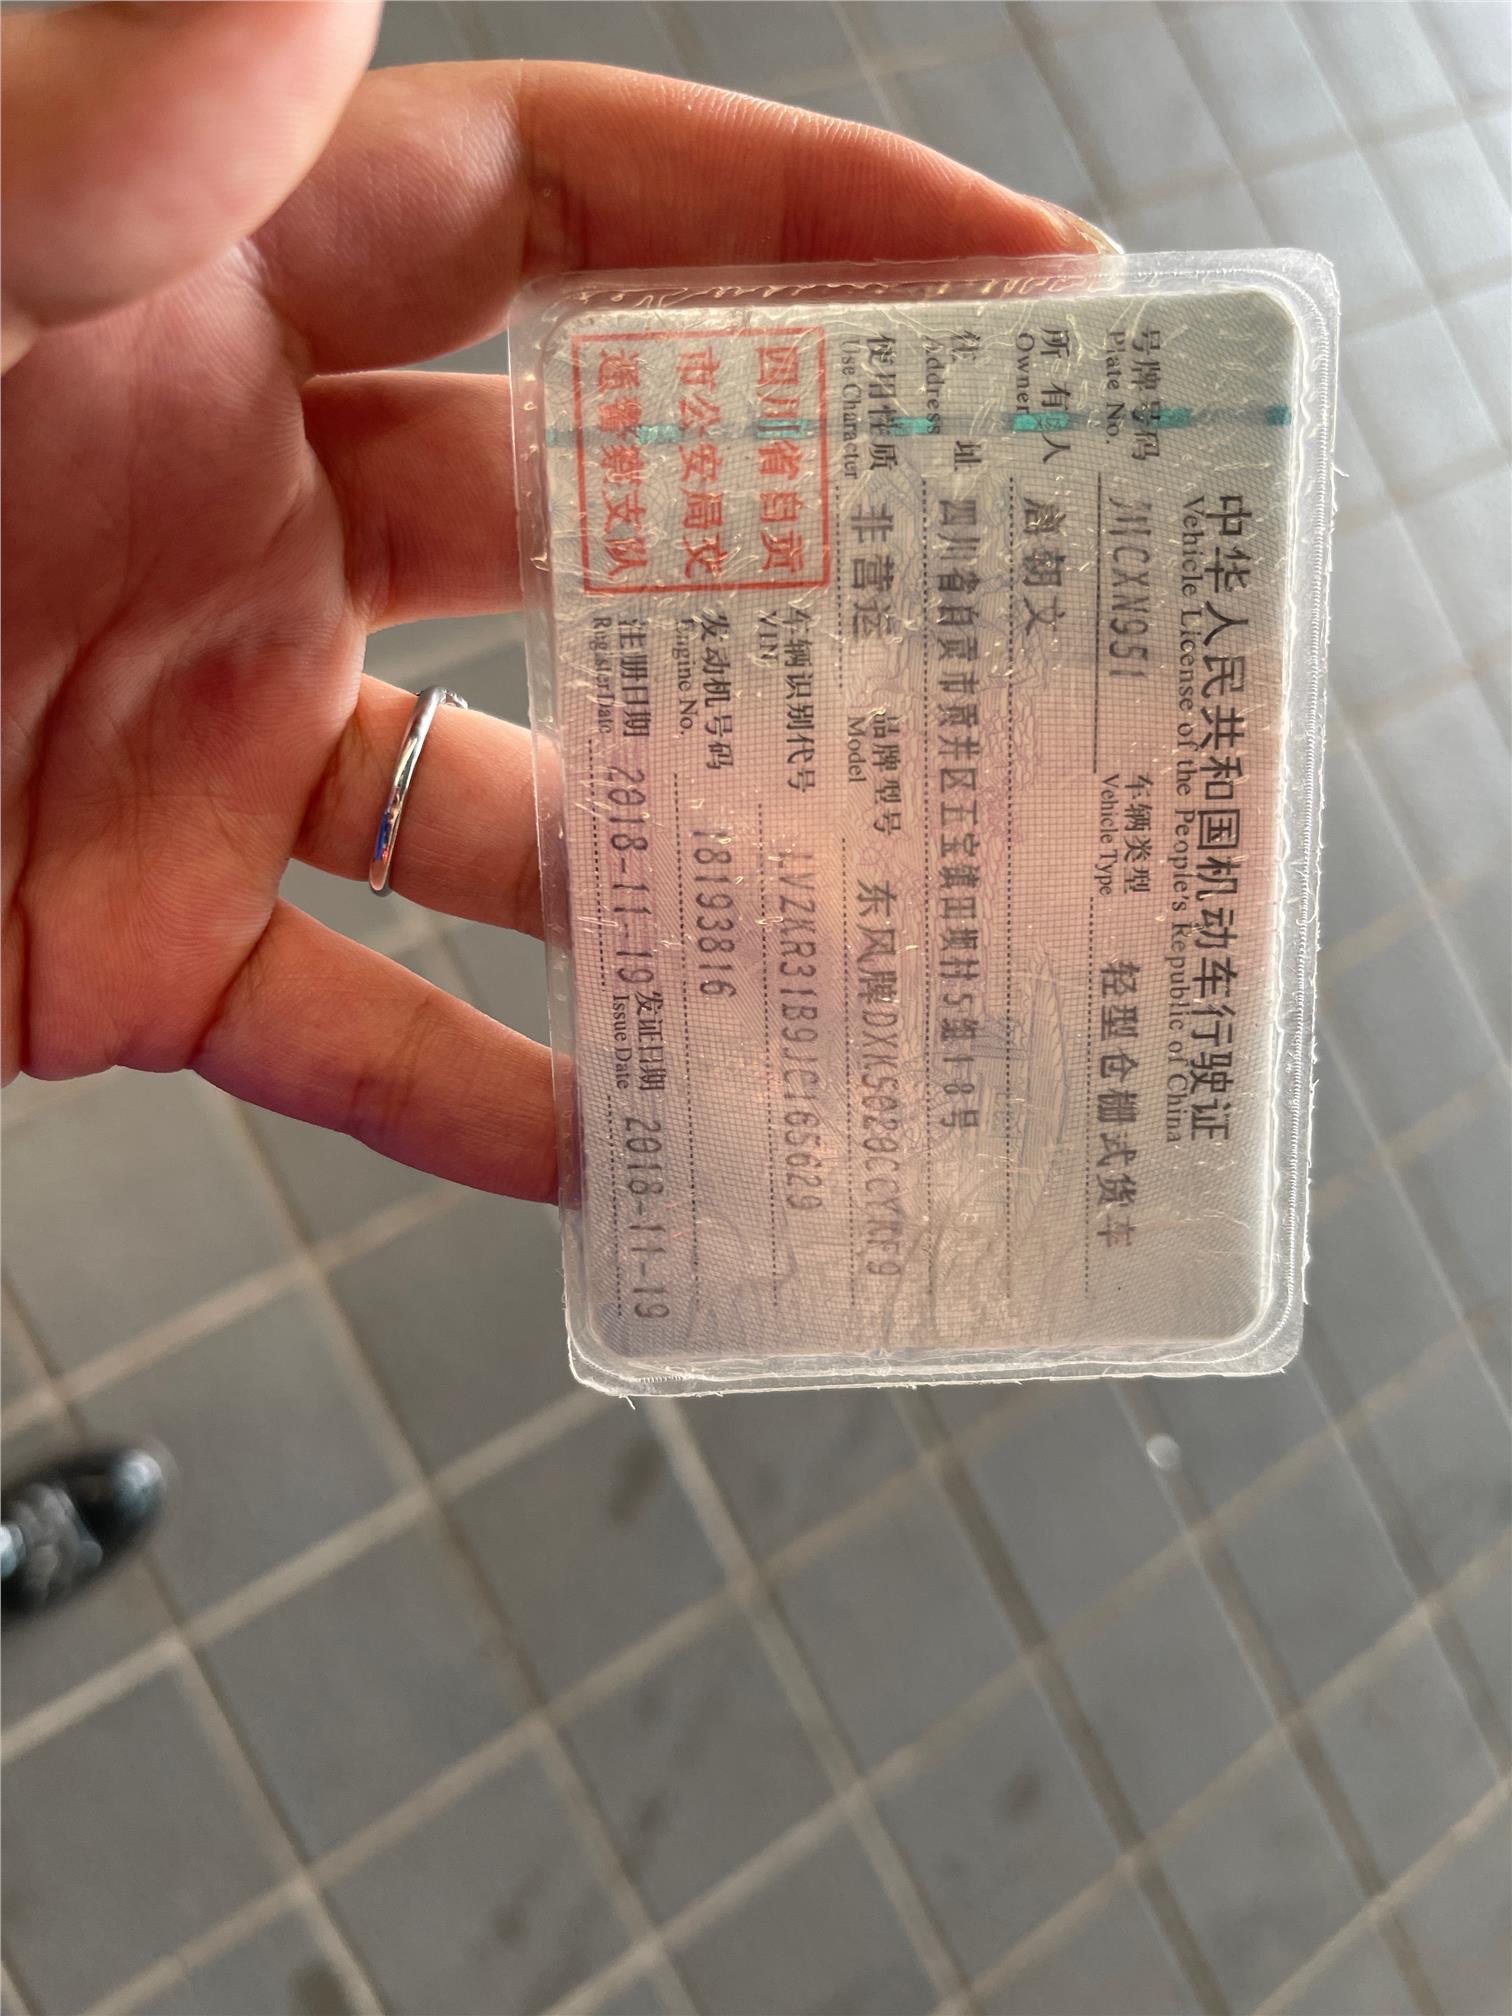 中华人民共和国机动车行驶证
Vehicle License of the People's Republic of China
号牌号码 川CXN951 车辆类型 轻型仓栅式货车
Plate No. Vehicle Type
所有人 唐朝文
Owner
住址 四川省自贡市贡井区五宝镇田坝村5组18号
Address
使用性质 非营运 品牌型号 东风牌DXK5020CCYKF9
Use Character Model
四川省自贡
市公安局交
通警察支队
车辆识别代号 LVZKR31B9JC165629
VIN
发动机号码 18193816
Engine No.
注册日期 2018-11-19 发证日期 2018-11-19
Register Date Issue Date